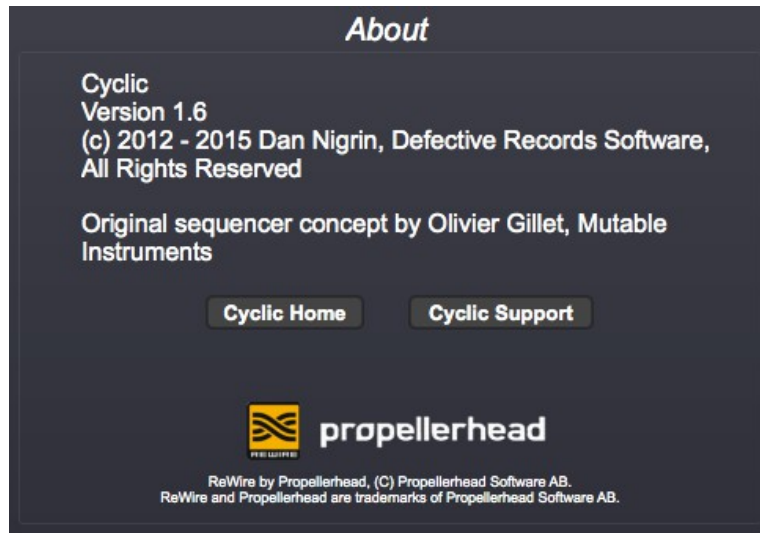 About
Cyclic
Version 1.6
(c) 2012 - 2015 Dan Nigrin, Defective Records Software,
All Rights Reserved
Original sequencer concept by Olivier Gillet, Mutable
Instruments
Cyclic Home
Cyclic Support
REWIRE
propellerhead
ReWire by Propellerhead, (C) Propellerhead Software AB.
ReWire and Propellerhead are trademarks of Propellerhead Software AB.